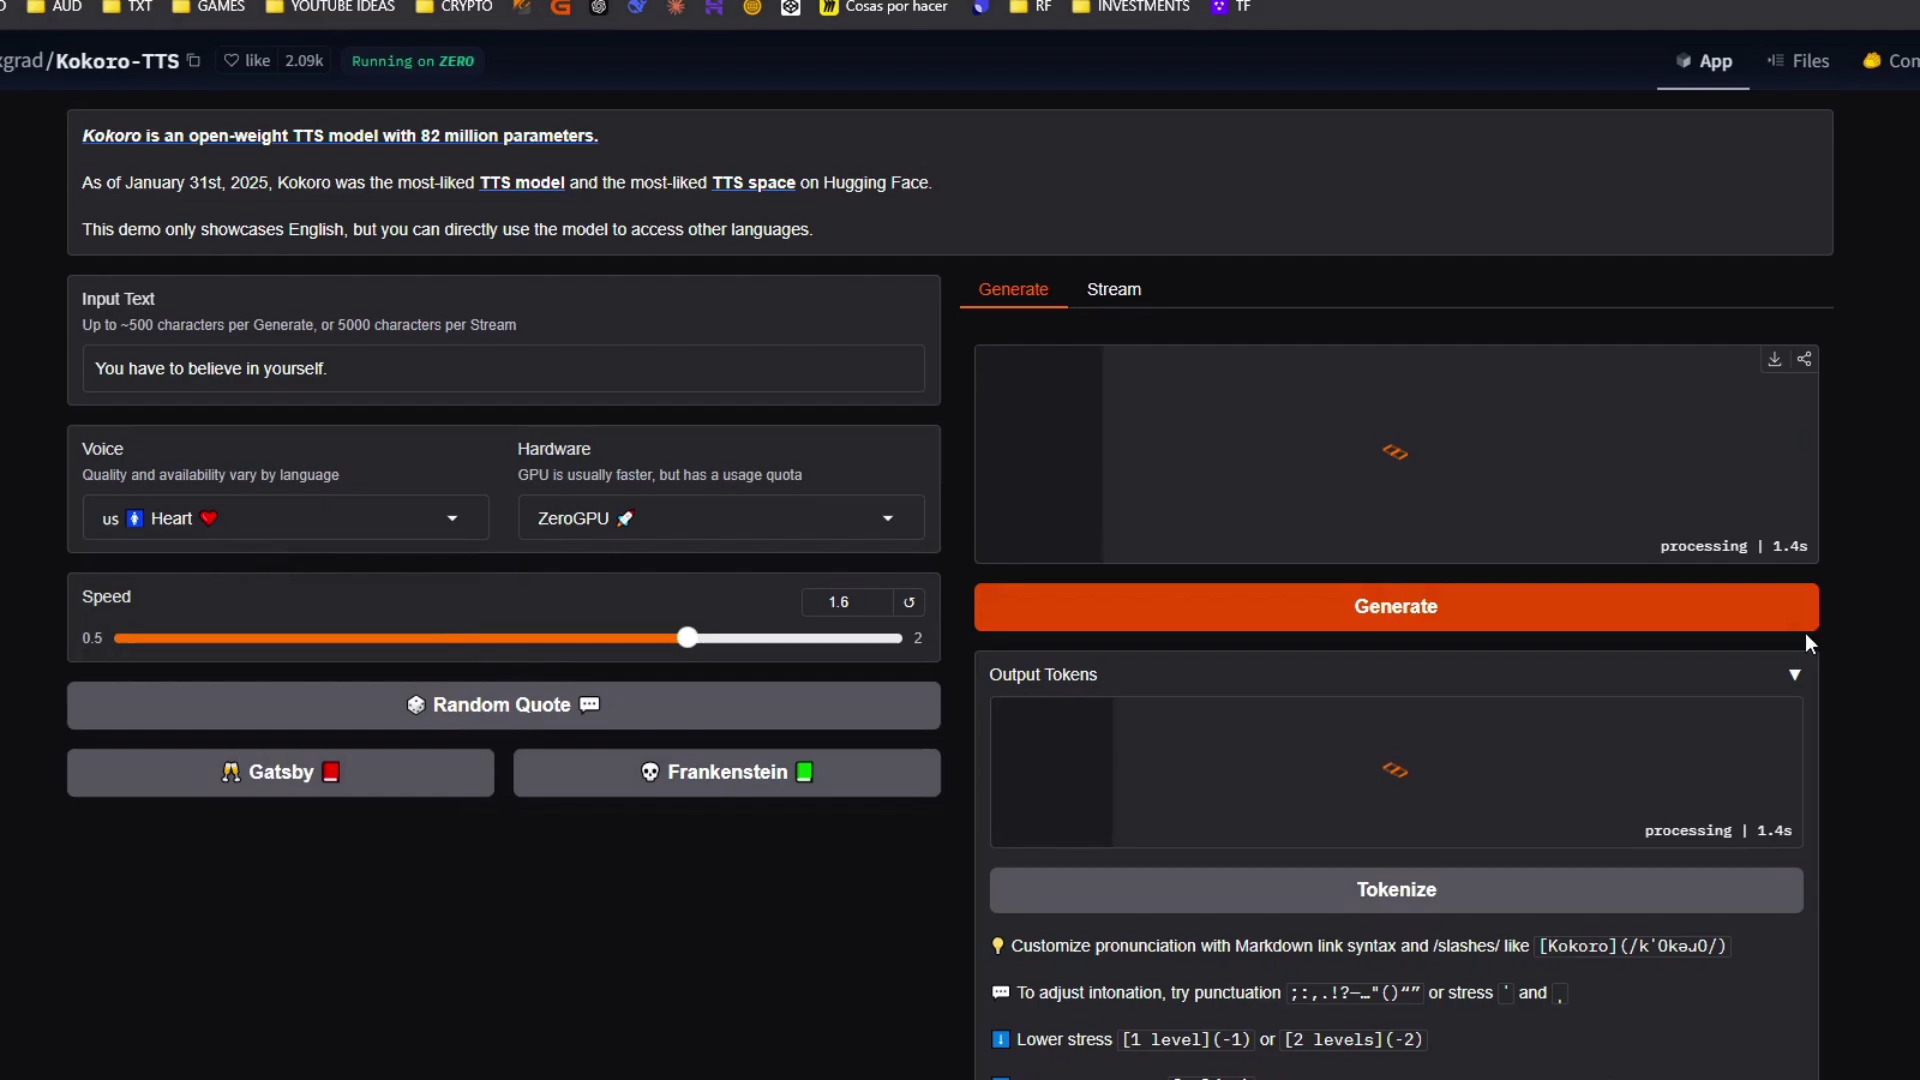 AUD TXT GAMES YOUTUBE IDEAS CRYPTO Cosas por hacer RF INVESTMENTS TF
grad/Kokoro-TTS like 2.09k Running on ZERO App Files Com
Kokoro is an open-weight TTS model with 82 million parameters.
As of January 31st, 2025, Kokoro was the most-liked TTS model and the most-liked TTS space on Hugging Face.
This demo only showcases English, but you can directly use the model to access other languages.
Input Text
Up to ~500 characters per Generate, or 5000 characters per Stream
You have to believe in yourself.
Voice
Quality and availability vary by language
us 🚺 Heart ❤️
Hardware
GPU is usually faster, but has a usage quota
ZeroGPU 🚀
Speed
1.6
0.5
2
🎲 Random Quote 💬
🥂 Gatsby 📕
💀 Frankenstein 📗
Generate Stream
processing | 1.4s
Generate
Output Tokens
processing | 1.4s
Tokenize
💡 Customize pronunciation with Markdown link syntax and /slashes/ like [Kokoro](/kˈOkəɹO/)
💬 To adjust intonation, try punctuation ;:,.!?—…"()“” or stress ˈ and ˌ
⬇️ Lower stress [1 level](-1) or [2 levels](-2)